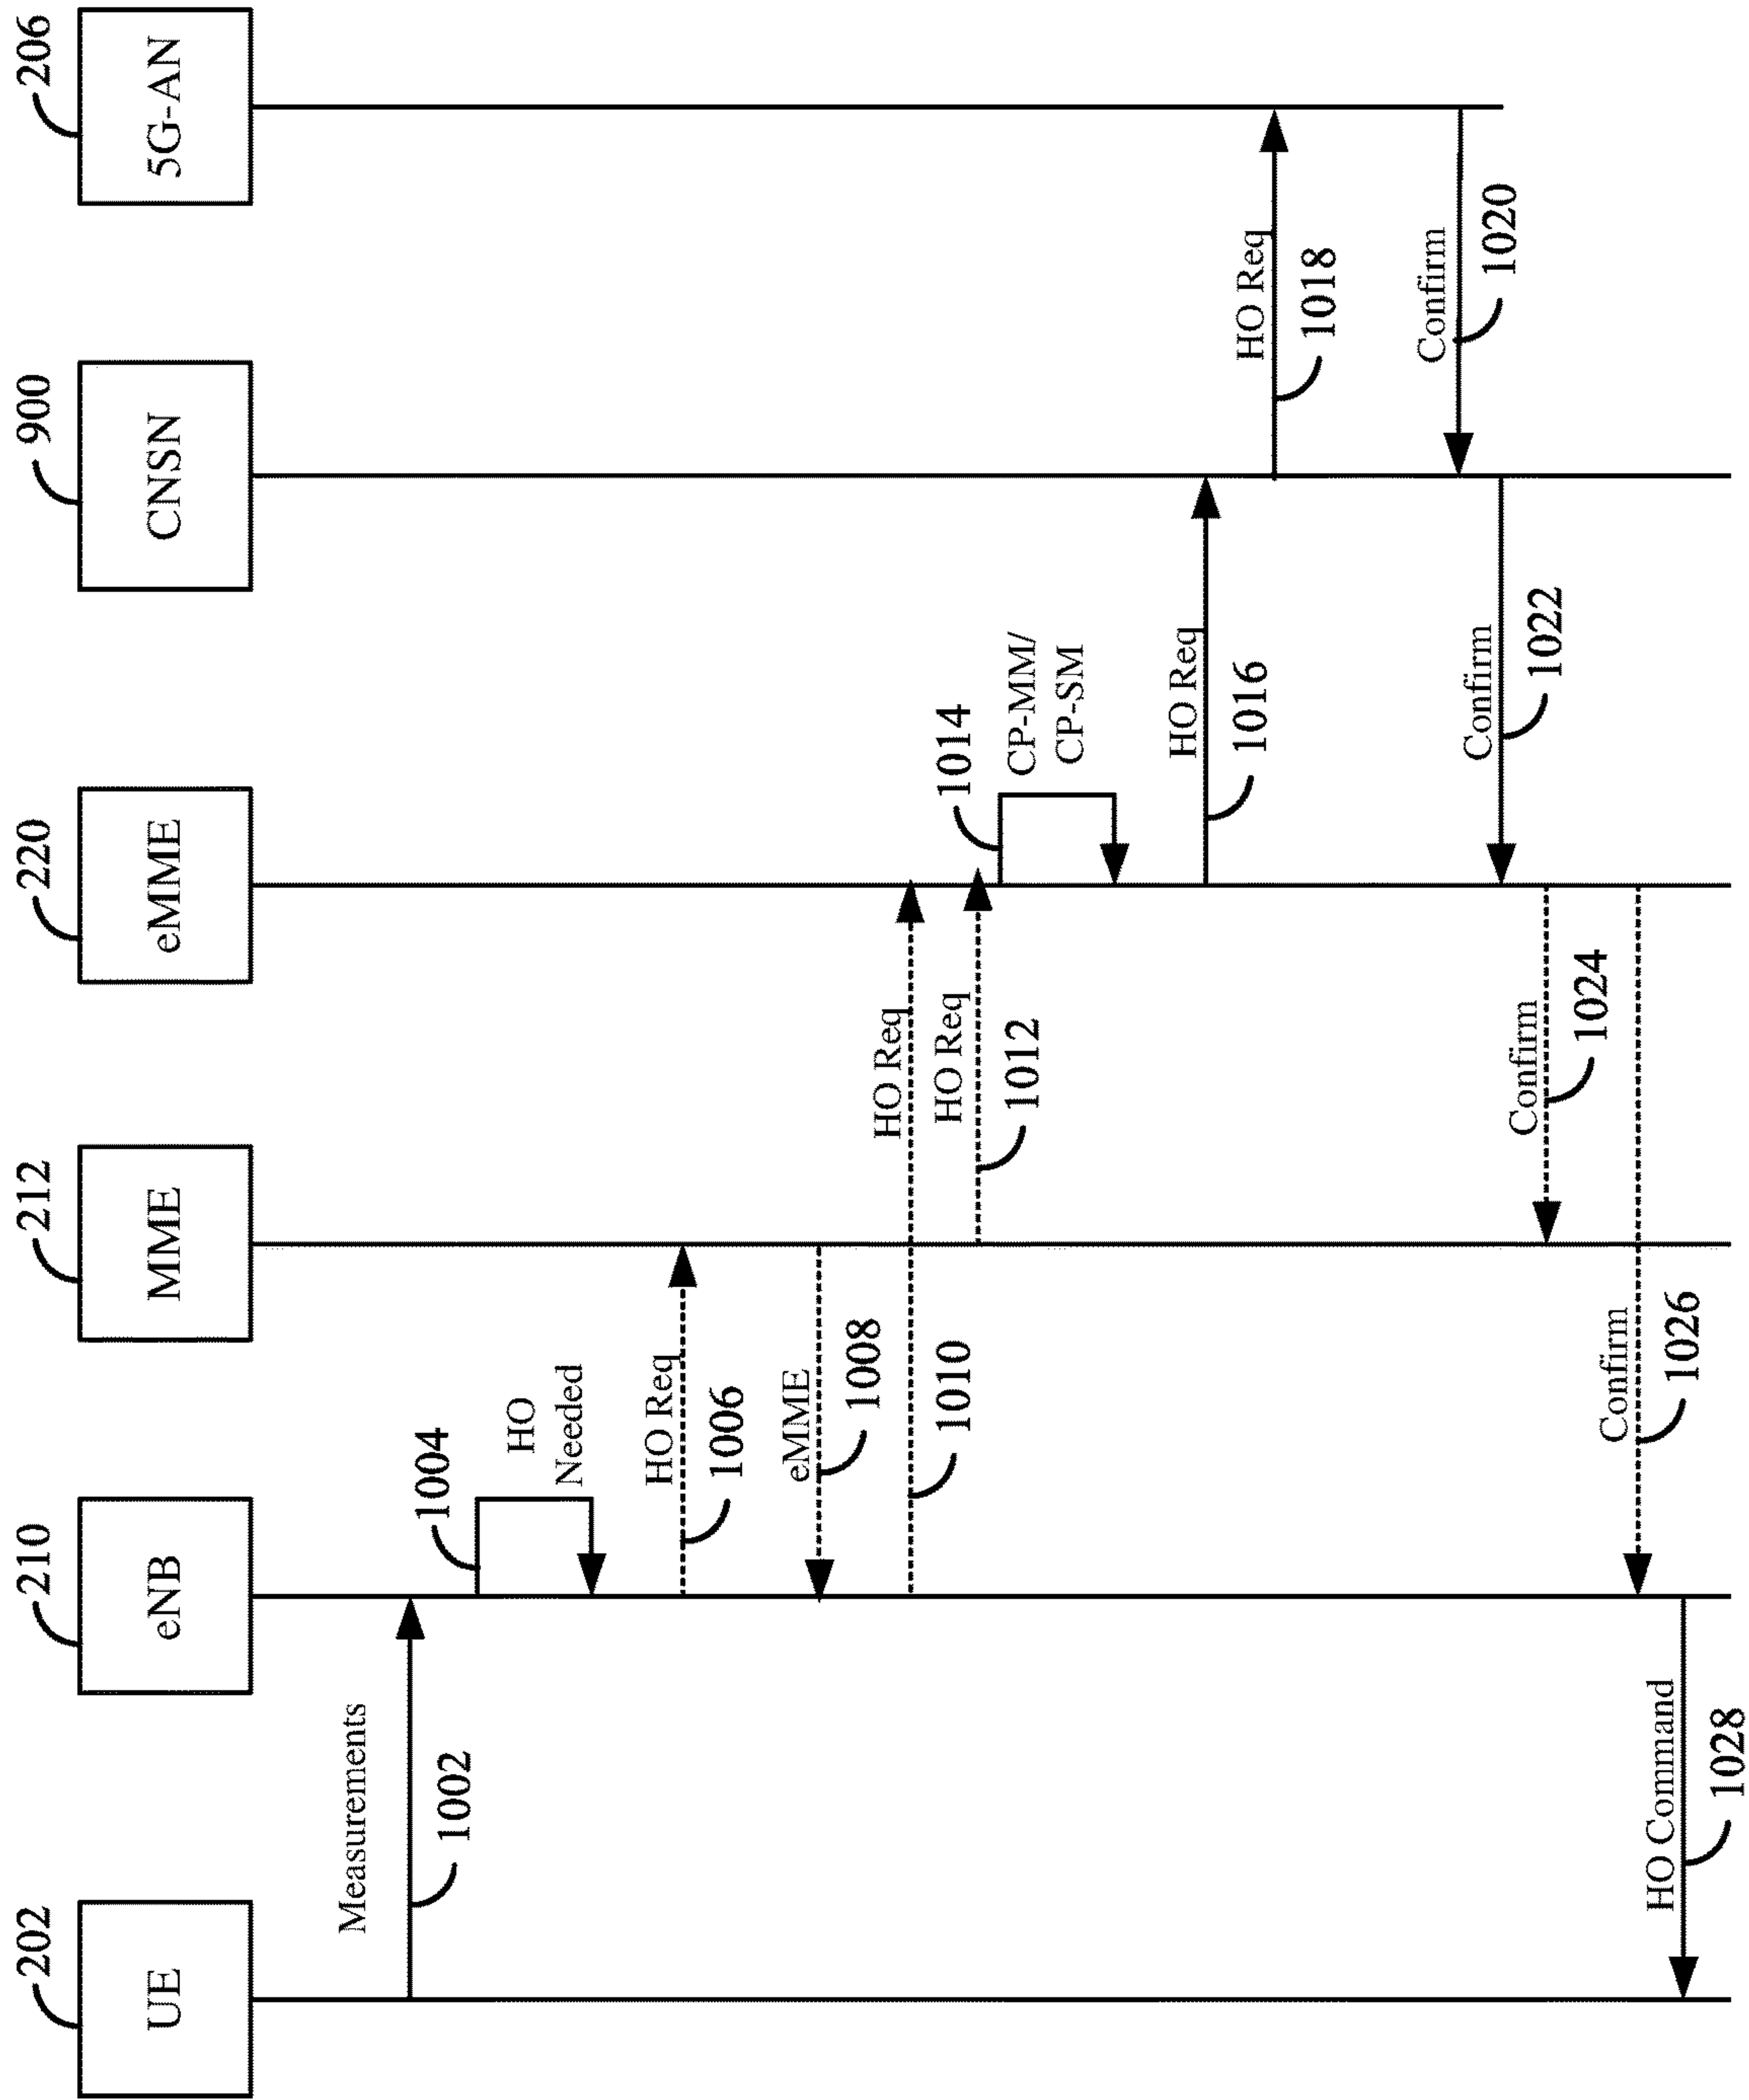 202
UE
210
eNB
212
MME
220
eMME
900
CNSN
206
5G-AN
Measurements
1002
1004
HO
Needed
HO Req
1006
eMME
1008
HO Req
1010
HO Req
1012
1014
CP-MM/
CP-SM
HO Req
1016
HO Req
1018
Confirm
1020
Confirm
1022
Confirm
1024
Confirm
1026
HO Command
1028